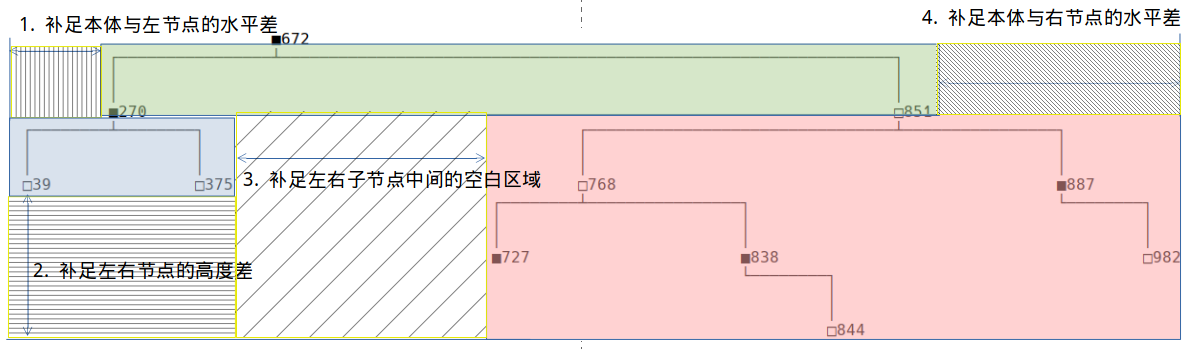 1. 补足本体与左节点的水平差
4. 补足本体与右节点的水平差
■672
■270
□851
□39
□375
3. 补足左右子节点中间的空白区域
□768
■887
■727
■838
□982
2. 补足左右节点的高度差
□844